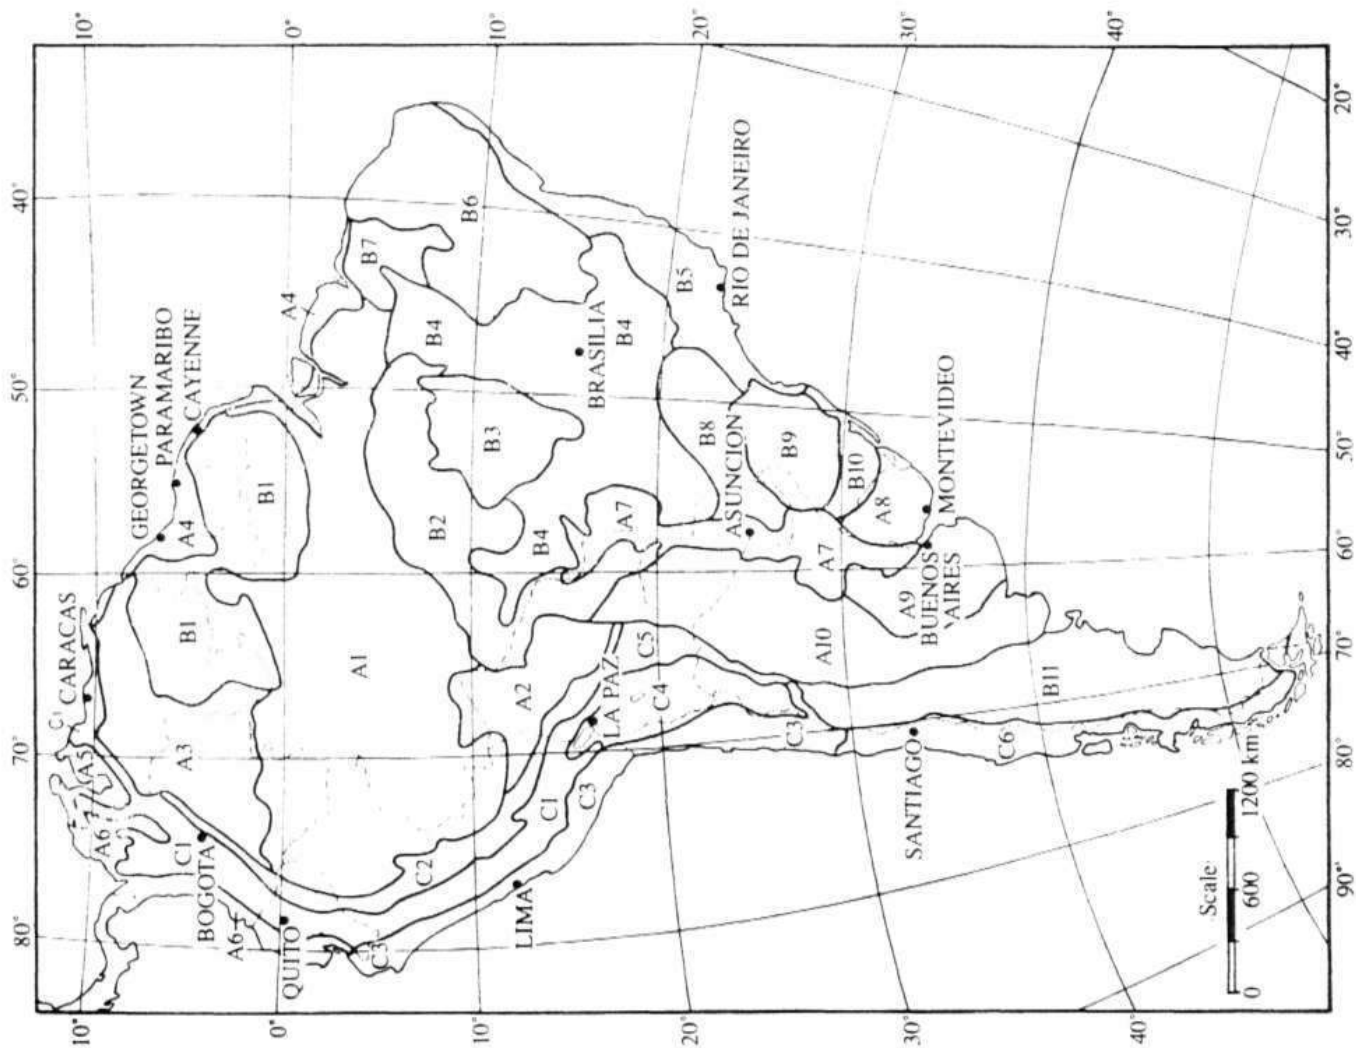 80°
70°
60°
50°
40°
10°
10°
C1
CARACAS
A5
A6
A3
C1
BOGOTA
A6
QUITO
B1
GEORGETOWN
PARAMARIBO
CAYENNE
A4
B1
A4
0°
0°
A1
B7
C3
C2
B2
B4
B6
10°
10°
B3
LIMA
A2
C1
B4
C3
BRASILIA
B4
LA PAZ
A7
C5
C4
B5
20°
20°
B8
ASUNCION
RIO DE JANEIRO
C3
B9
A10
A7
B10
A8
A9
30°
30°
SANTIAGO
BUENOS
AIRES
MONTEVIDEO
C6
B11
40°
40°
Scale
0
600
1200 km
90°
80°
70°
60°
50°
40°
30°
20°